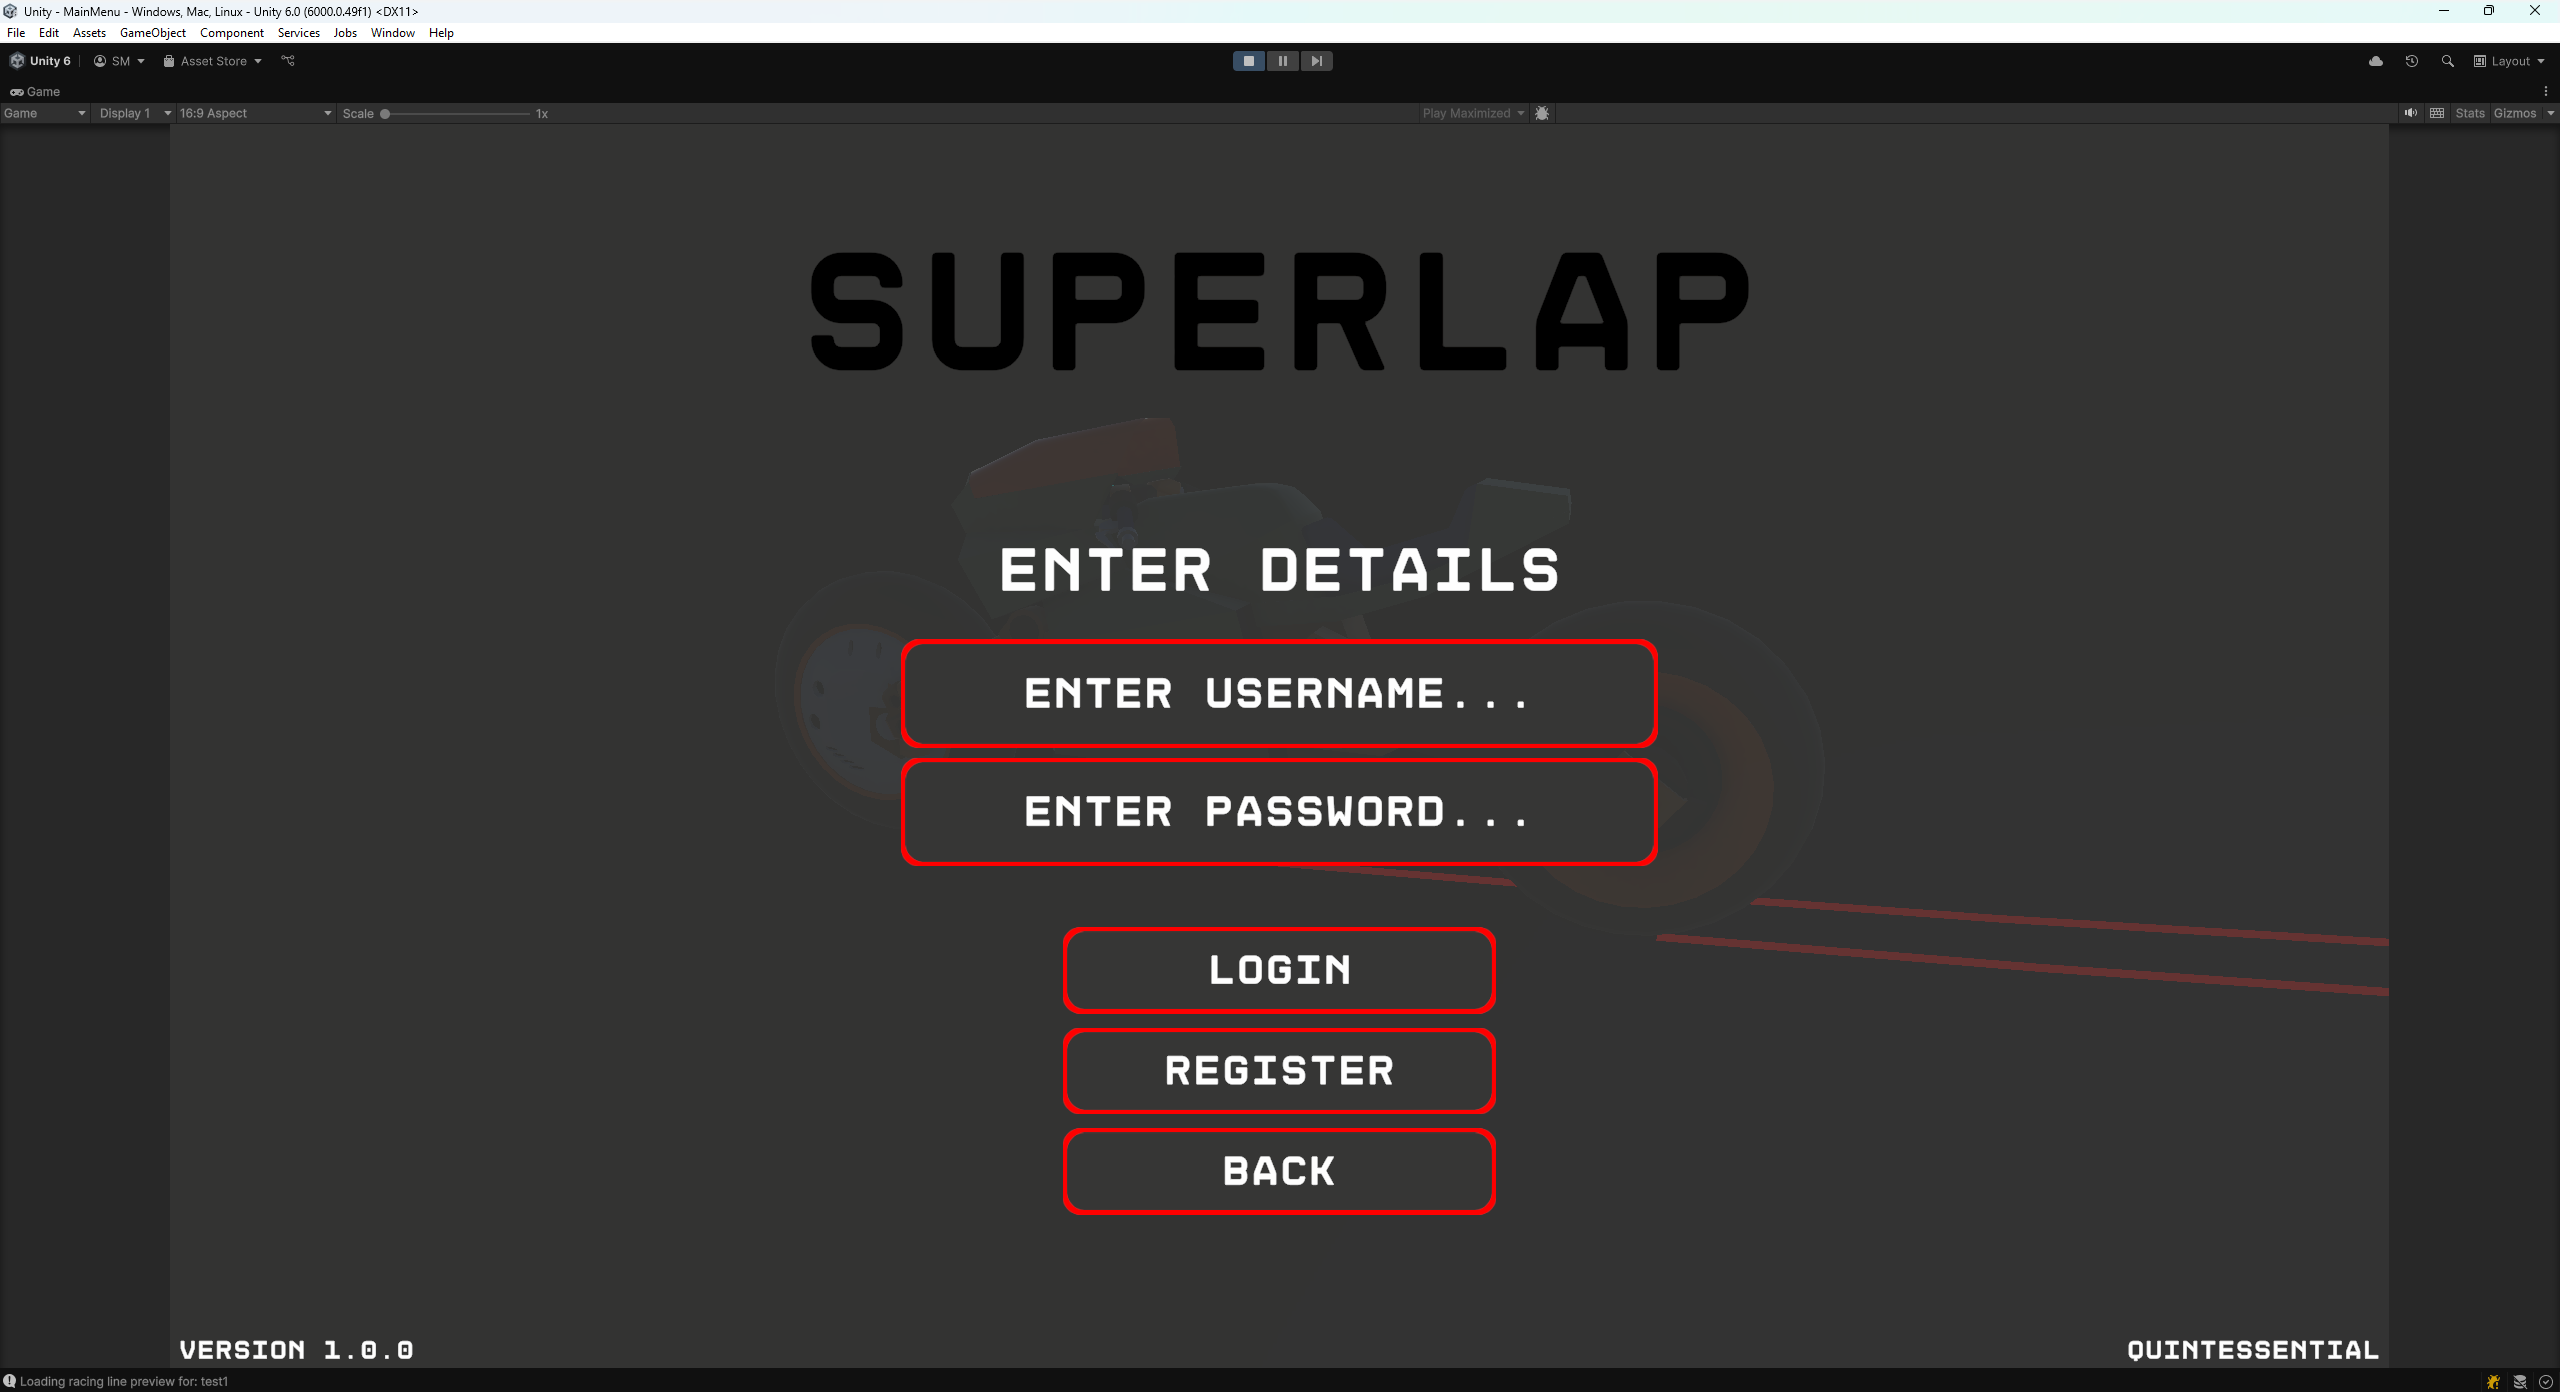 Unity - MainMenu - Windows, Mac, Linux - Unity 6.0 (6000.0.49f1) <DX11>
File Edit Assets GameObject Component Services Jobs Window Help
Unity 6 SM Asset Store Layout
Game
Game Display 1 16:9 Aspect Scale 1x Play Maximized Stats Gizmos
SUPERLAP
ENTER DETAILS
ENTER USERNAME...
ENTER PASSWORD...
LOGIN
REGISTER
BACK
VERSION 1.0.0 QUINTESSENTIAL
Loading racing line preview for: test1